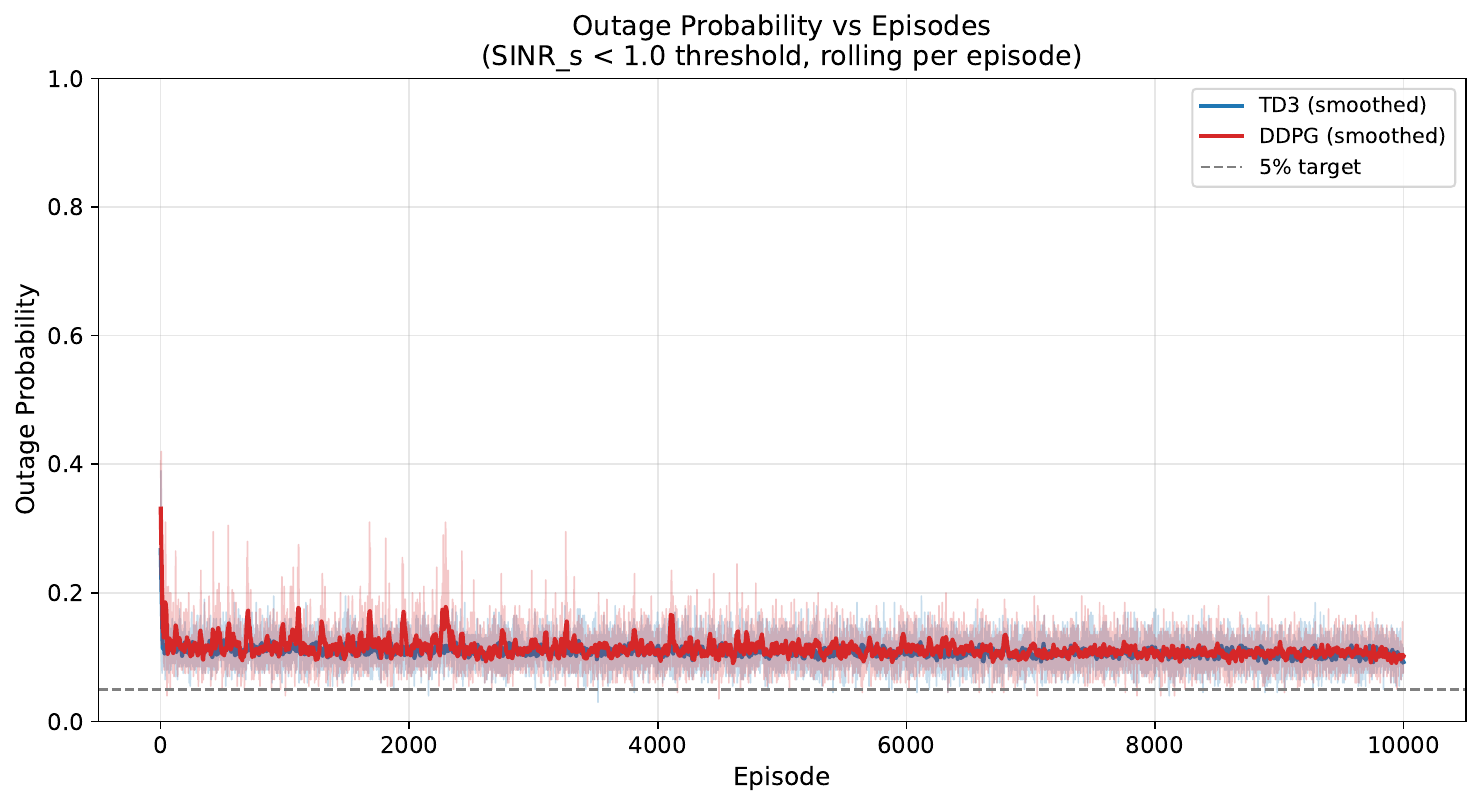 Outage Probability vs Episodes
(SINR_s < 1.0 threshold, rolling per episode)
TD3 (smoothed)
DDPG (smoothed)
5% target
Outage Probability
1.0
0.8
0.6
0.4
0.2
0.0
0
2000
4000
6000
8000
10000
Episode